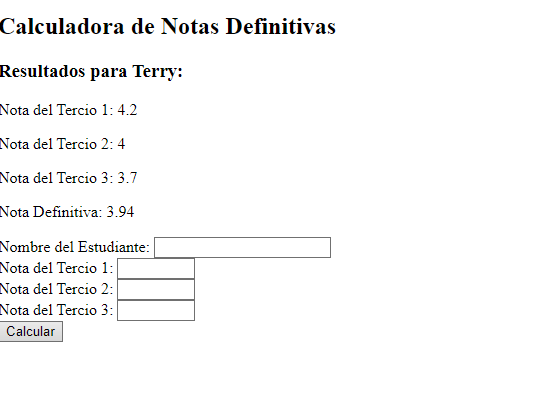 Calculadora de Notas Definitivas
Resultados para Terry:
Nota del Tercio 1: 4.2
Nota del Tercio 2: 4
Nota del Tercio 3: 3.7
Nota Definitiva: 3.94
Nombre del Estudiante:
Nota del Tercio 1:
Nota del Tercio 2:
Nota del Tercio 3:
Calcular